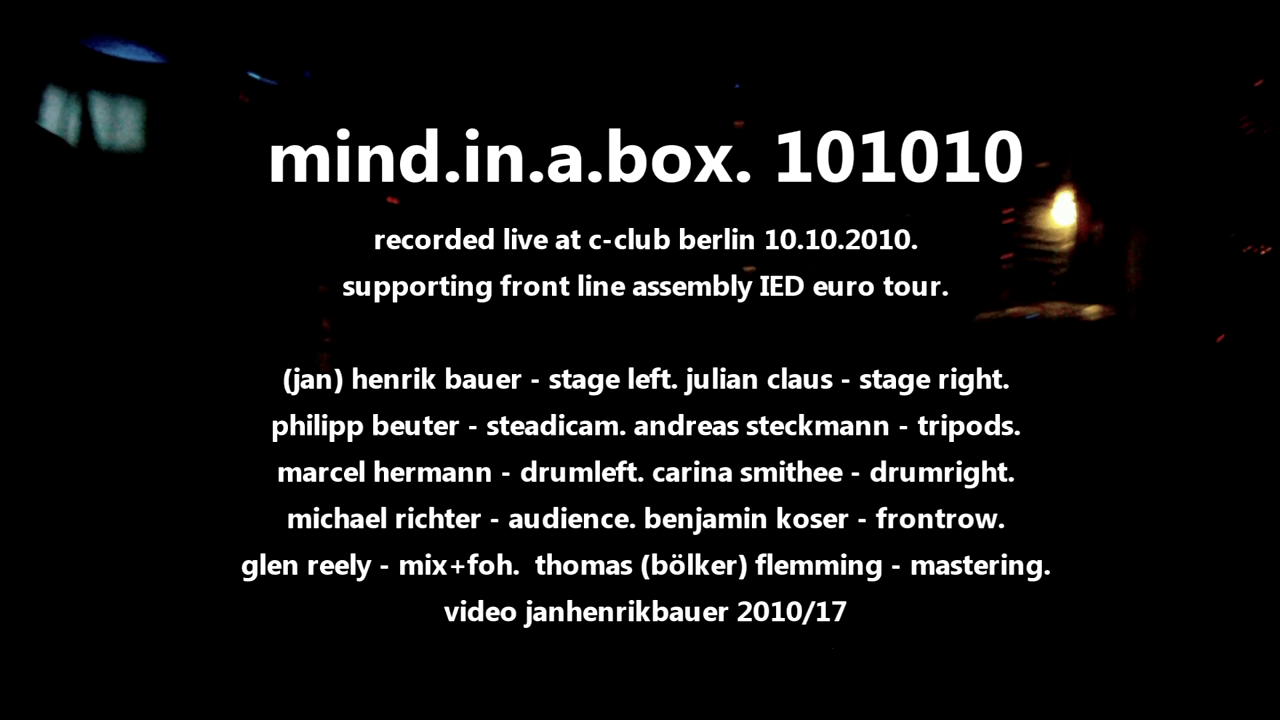 mind.in.a.box. 101010
recorded live at c-club berlin 10.10.2010.
supporting front line assembly IED euro tour.
(jan) henrik bauer - stage left. julian claus - stage right.
philipp beuter - steadicam. andreas steckmann - tripods.
marcel hermann - drumleft. carina smithee - drumright.
michael richter - audience. benjamin koser - frontrow.
glen reely - mix+foh.  thomas (bölker) flemming - mastering.
video janhenrikbauer 2010/17